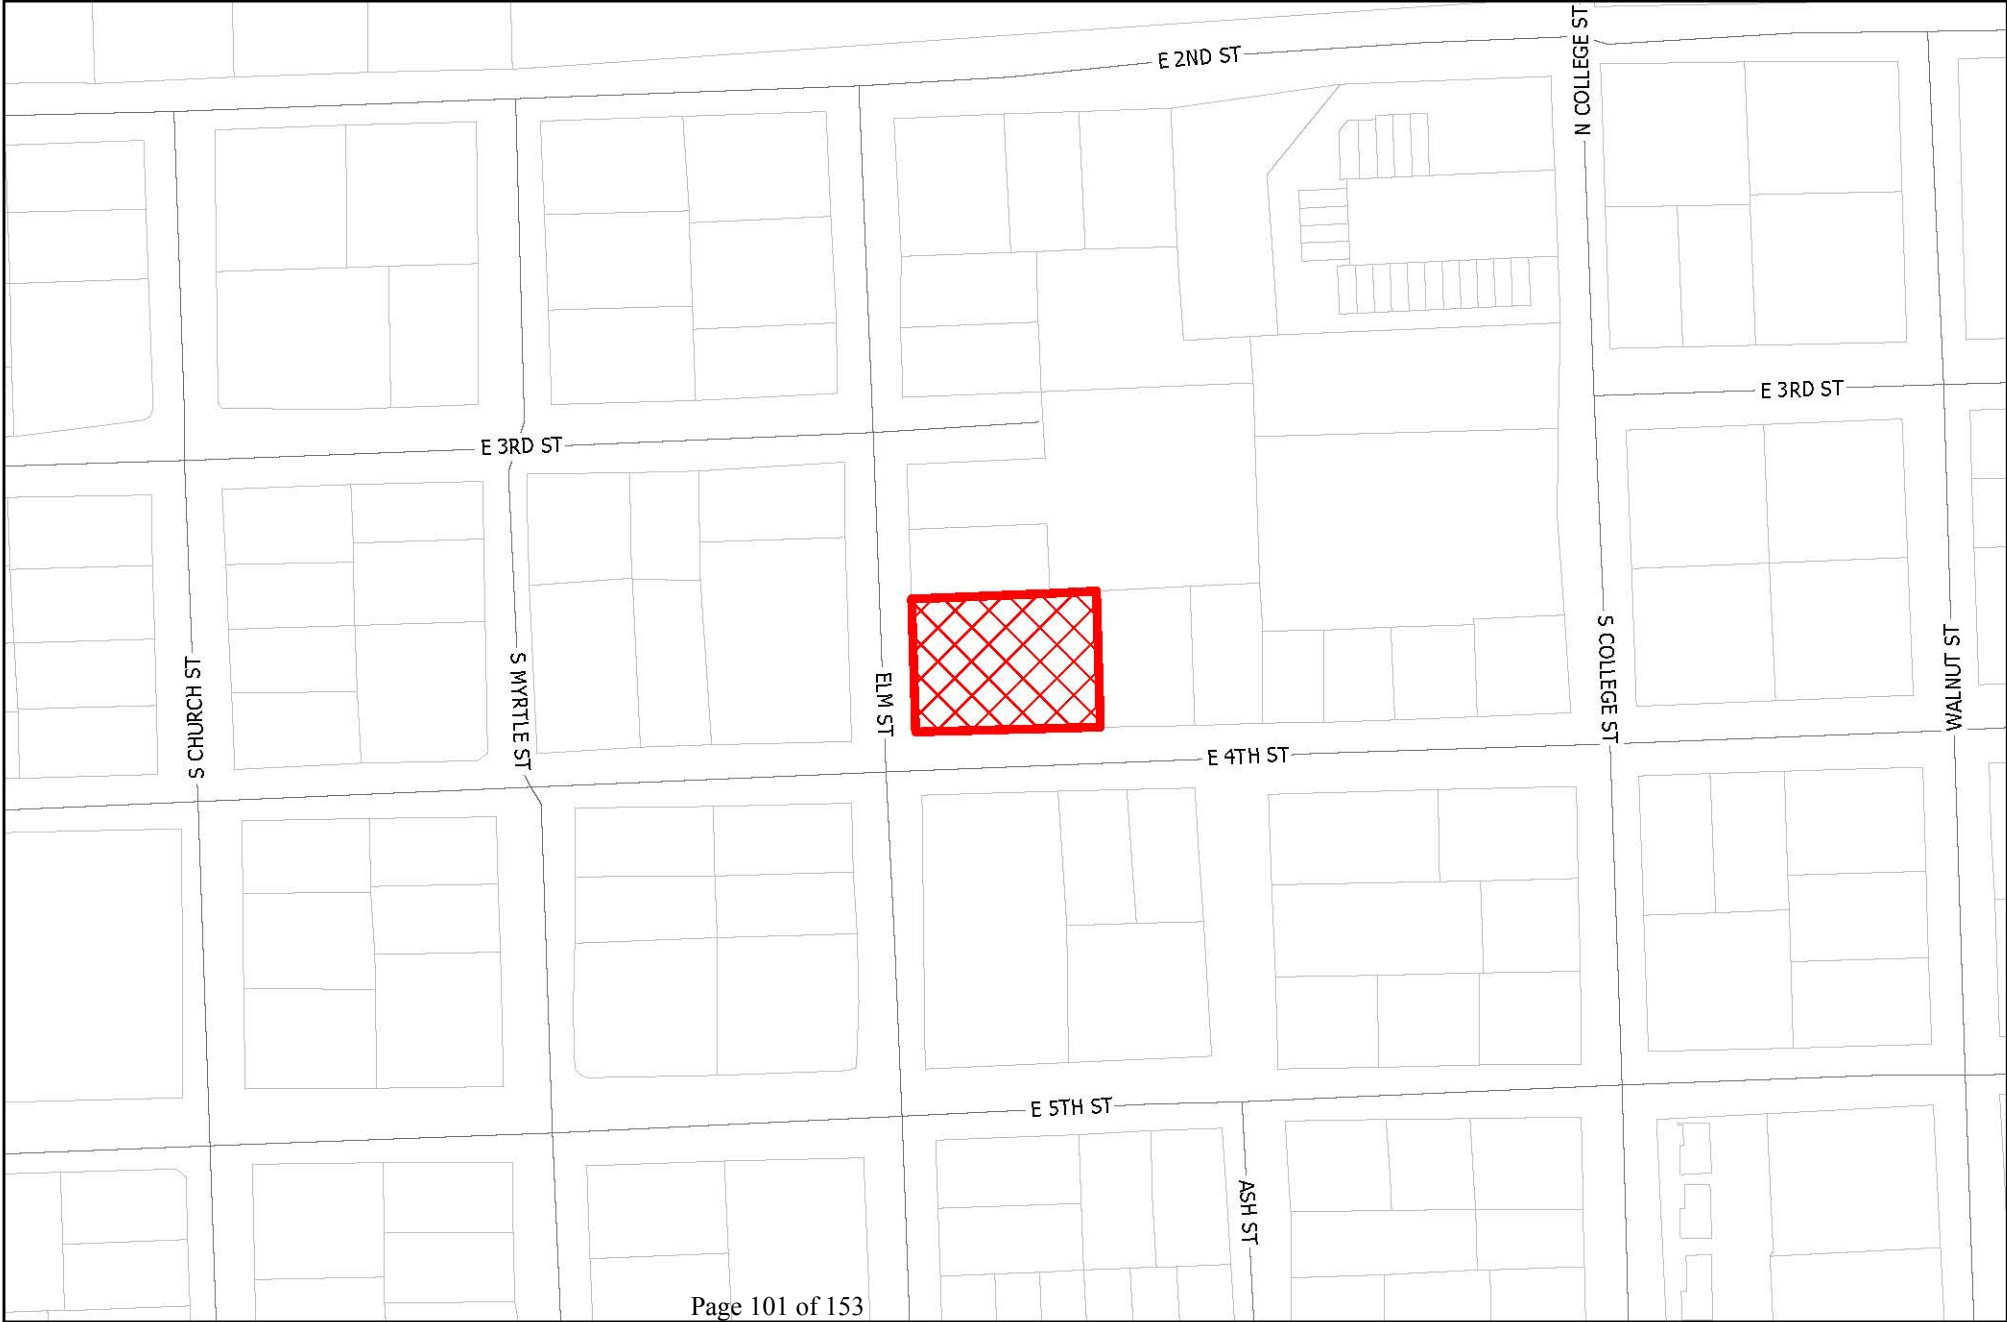 E 2ND ST
N COLLEGE ST
E 3RD ST
E 3RD ST
S CHURCH ST
S MYRTLE ST
ELM ST
S COLLEGE ST
WALNUT ST
E 4TH ST
E 5TH ST
ASH ST
Page 101 of 153